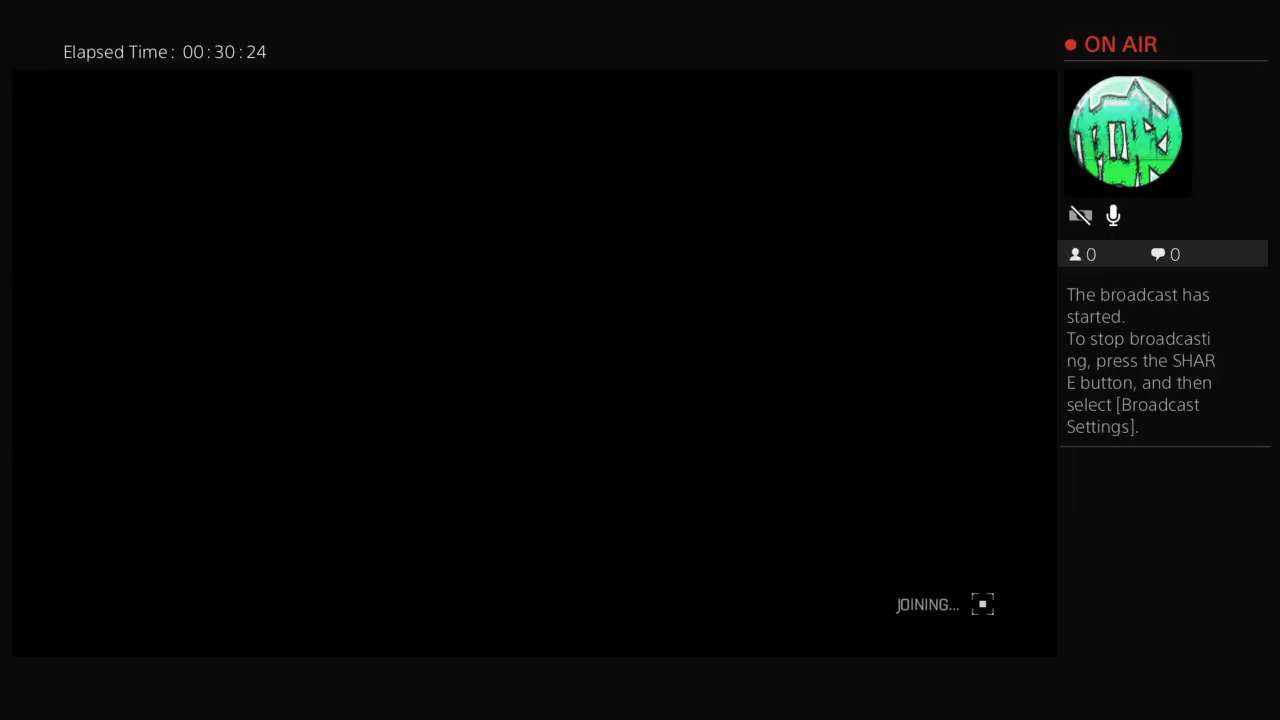 Elapsed Time: 00:30:24
ON AIR
0 0
The broadcast has
started.
To stop broadcasti
ng, press the SHAR
E button, and then
select [Broadcast
Settings].
JOINING...